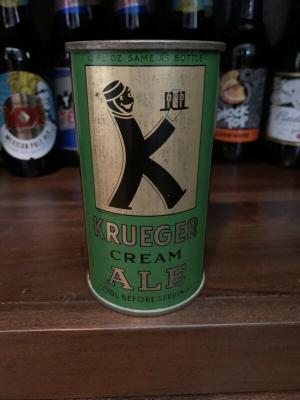 12 FL OZ SAME AS BOTTLE
K
KRUEGER
CREAM
ALE
COOL BEFORE SERVING